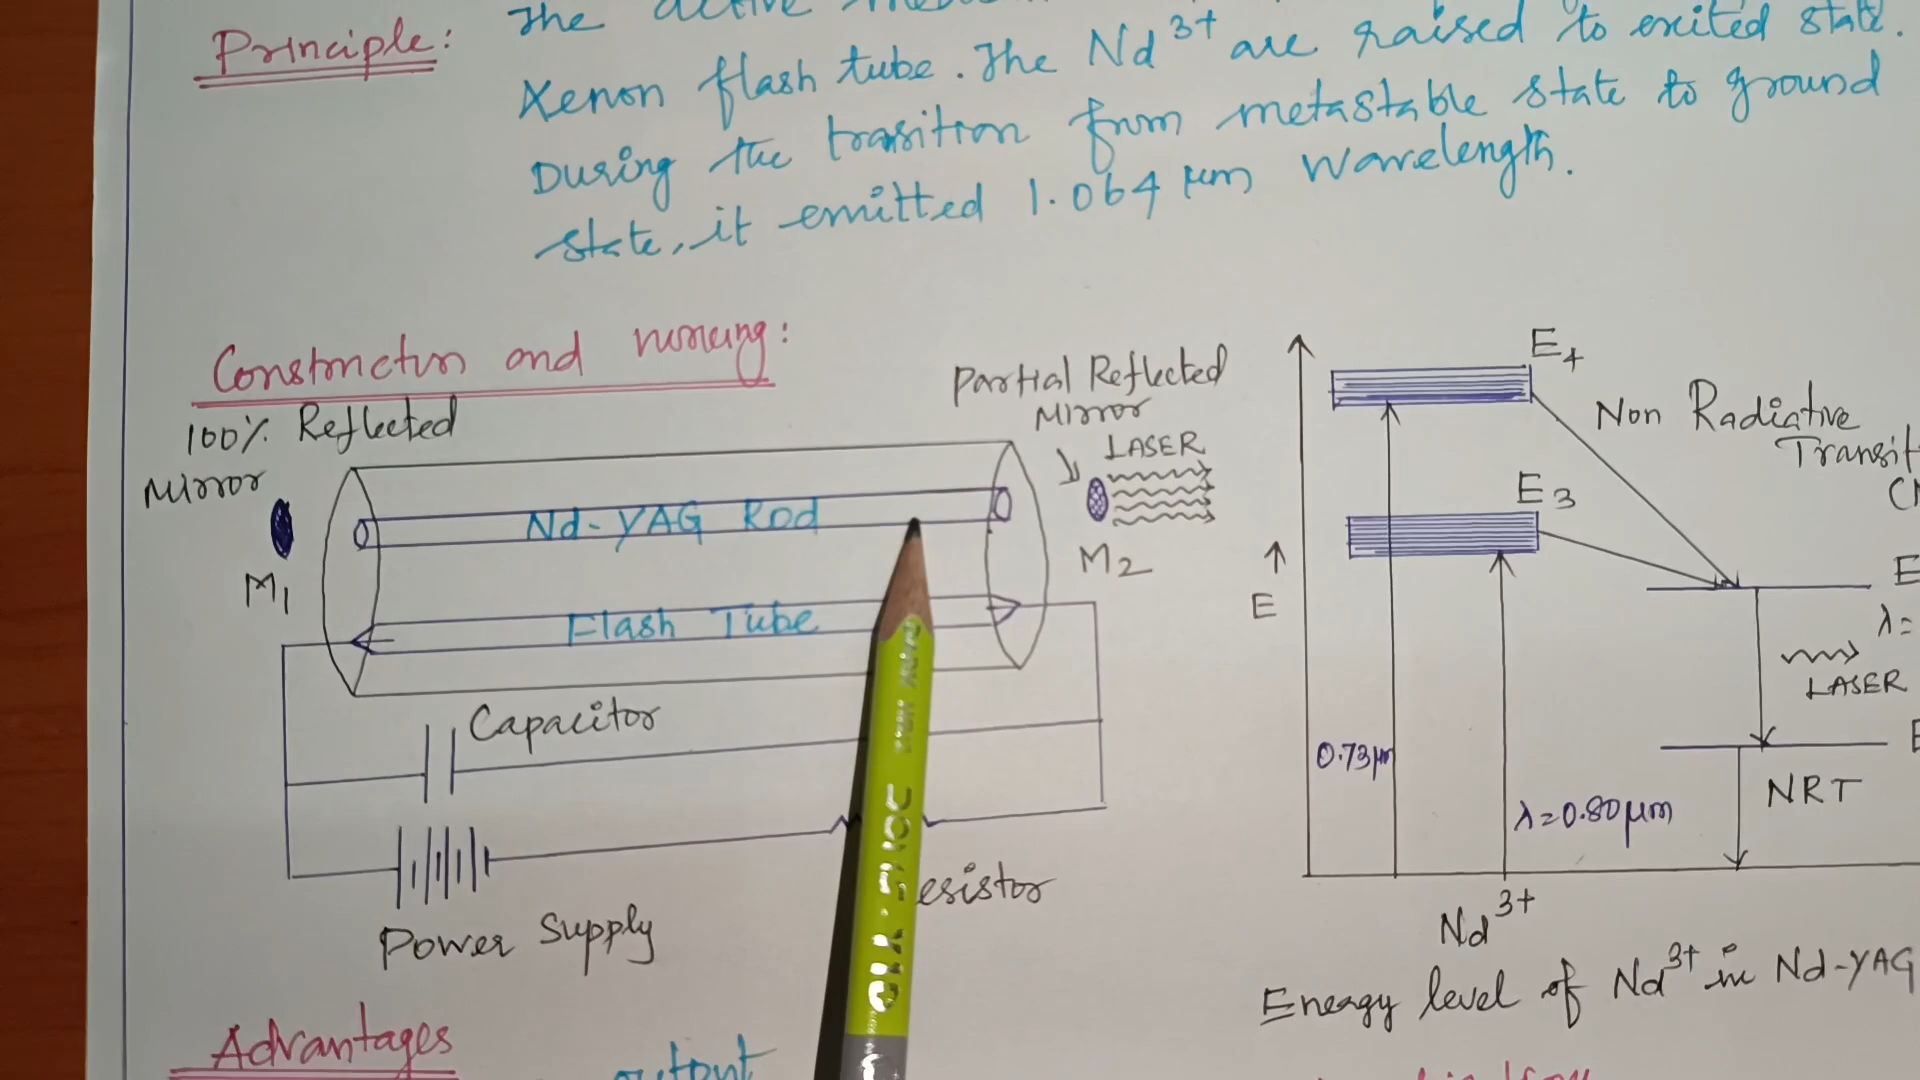 Principle: The active
Xenon flash tube. The Nd3+ are raised to excited state.
During the transition from metastable state to ground
state, it emitted 1.064 μm wavelength.
Construction and working:
100% Reflected
Mirror
M1
Nd-YAG Rod
Flash Tube
Partial Reflected
Mirror
LASER
M2
Capacitor
Power Supply
esistor
E4
Non Radiative
Transit
E3
E
E
λ=
LASER
E
NRT
0.73μm
λ=0.80μm
Nd3+
Energy level of Nd3+ in Nd-YAG
Advantages
output